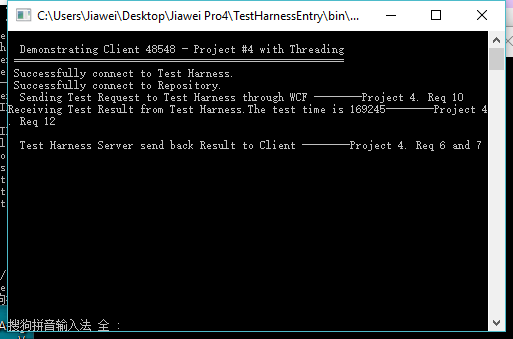 C:\Users\Jiawei\Desktop\Jiawei Pro4\TestHarnessEntry\bin\...
Demonstrating Client 48548 - Project #4 with Threading
Successfully connect to Test Harness.
Successfully connect to Repository.
Sending Test Request to Test Harness through WCF ————Project 4. Req 10
Receiving Test Result from Test Harness.The test time is 169245————Project 4
Req 12
Test Harness Server send back Result to Client ————Project 4. Req 6 and 7
搜狗拼音输入法 全 :